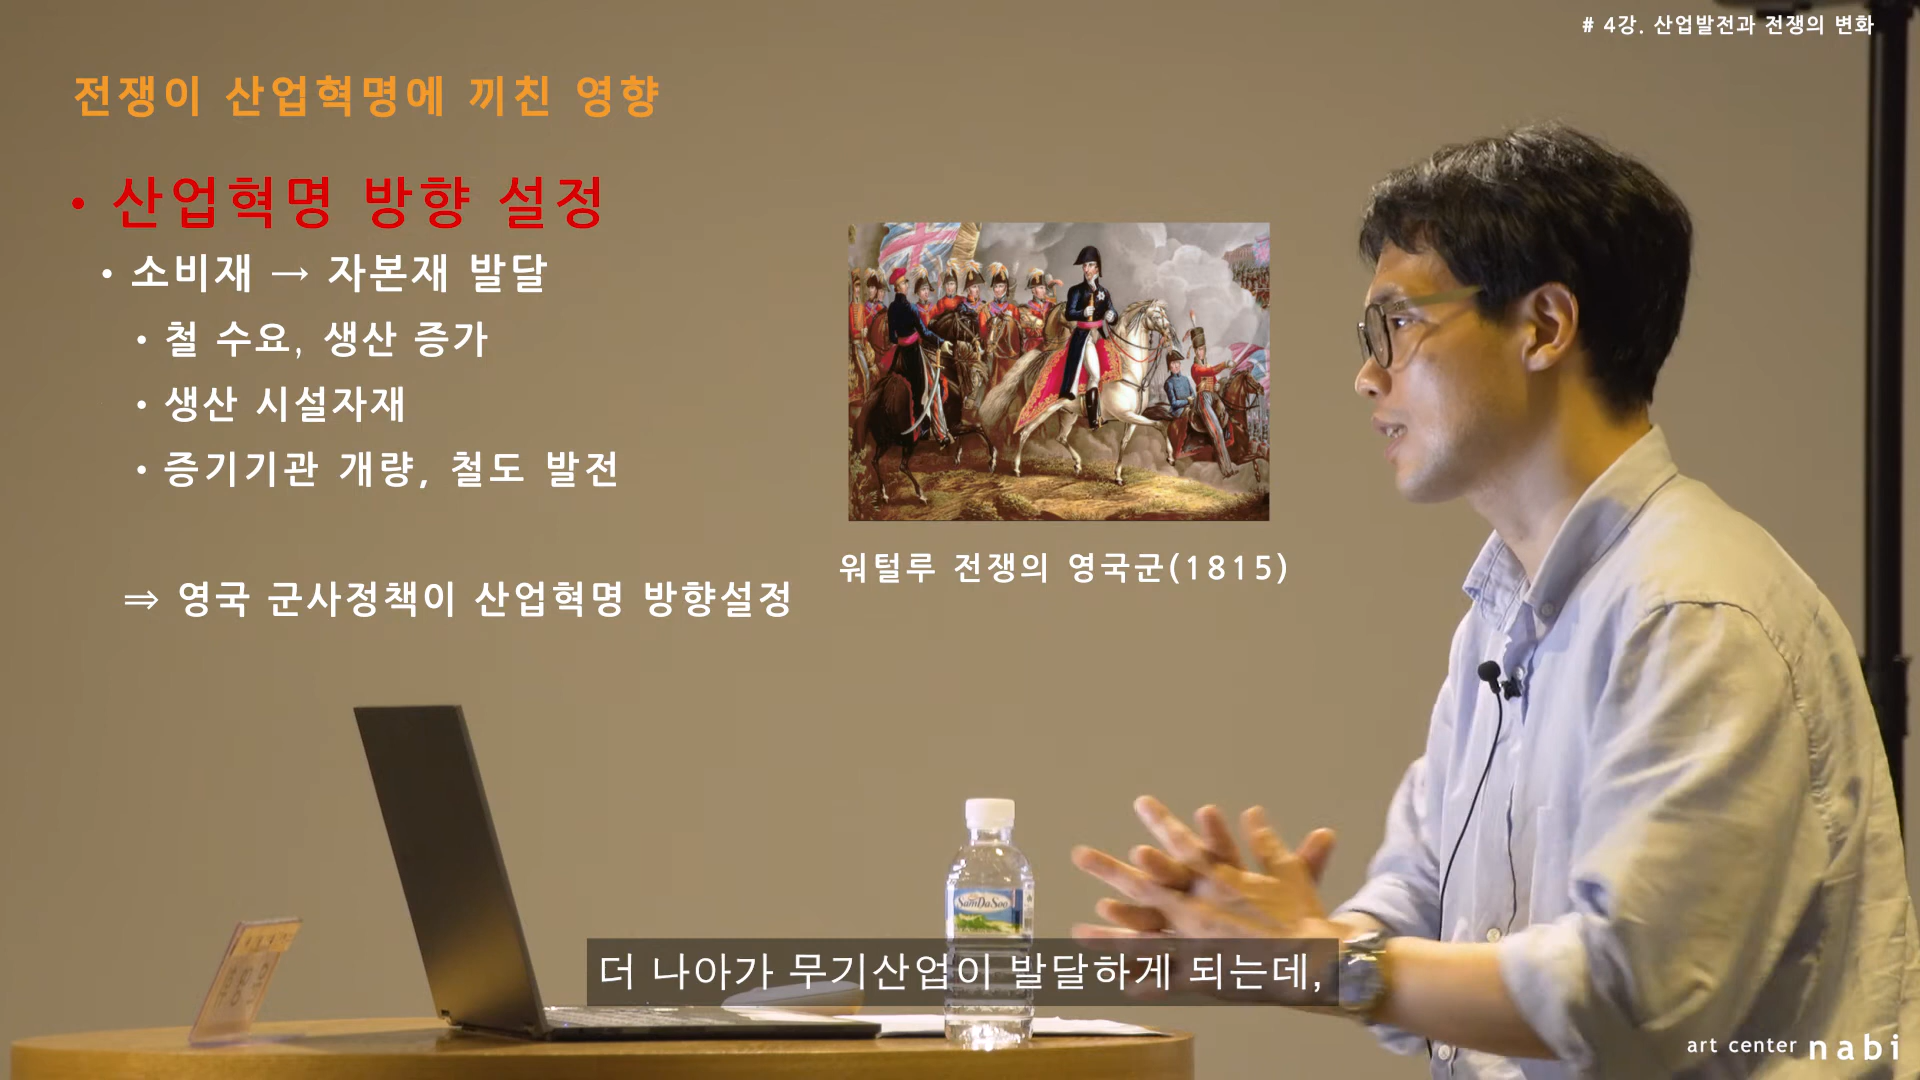 # 4강. 산업발전과 전쟁의 변화
전쟁이 산업혁명에 끼친 영향
• 산업혁명 방향 설정
• 소비재 → 자본재 발달
• 철 수요, 생산 증가
• 생산 시설자재
• 증기기관 개량, 철도 발전
⇒ 영국 군사정책이 산업혁명 방향설정
워털루 전쟁의 영국군(1815)
SamDaSoo
더 나아가 무기산업이 발달하게 되는데,
art center nabi